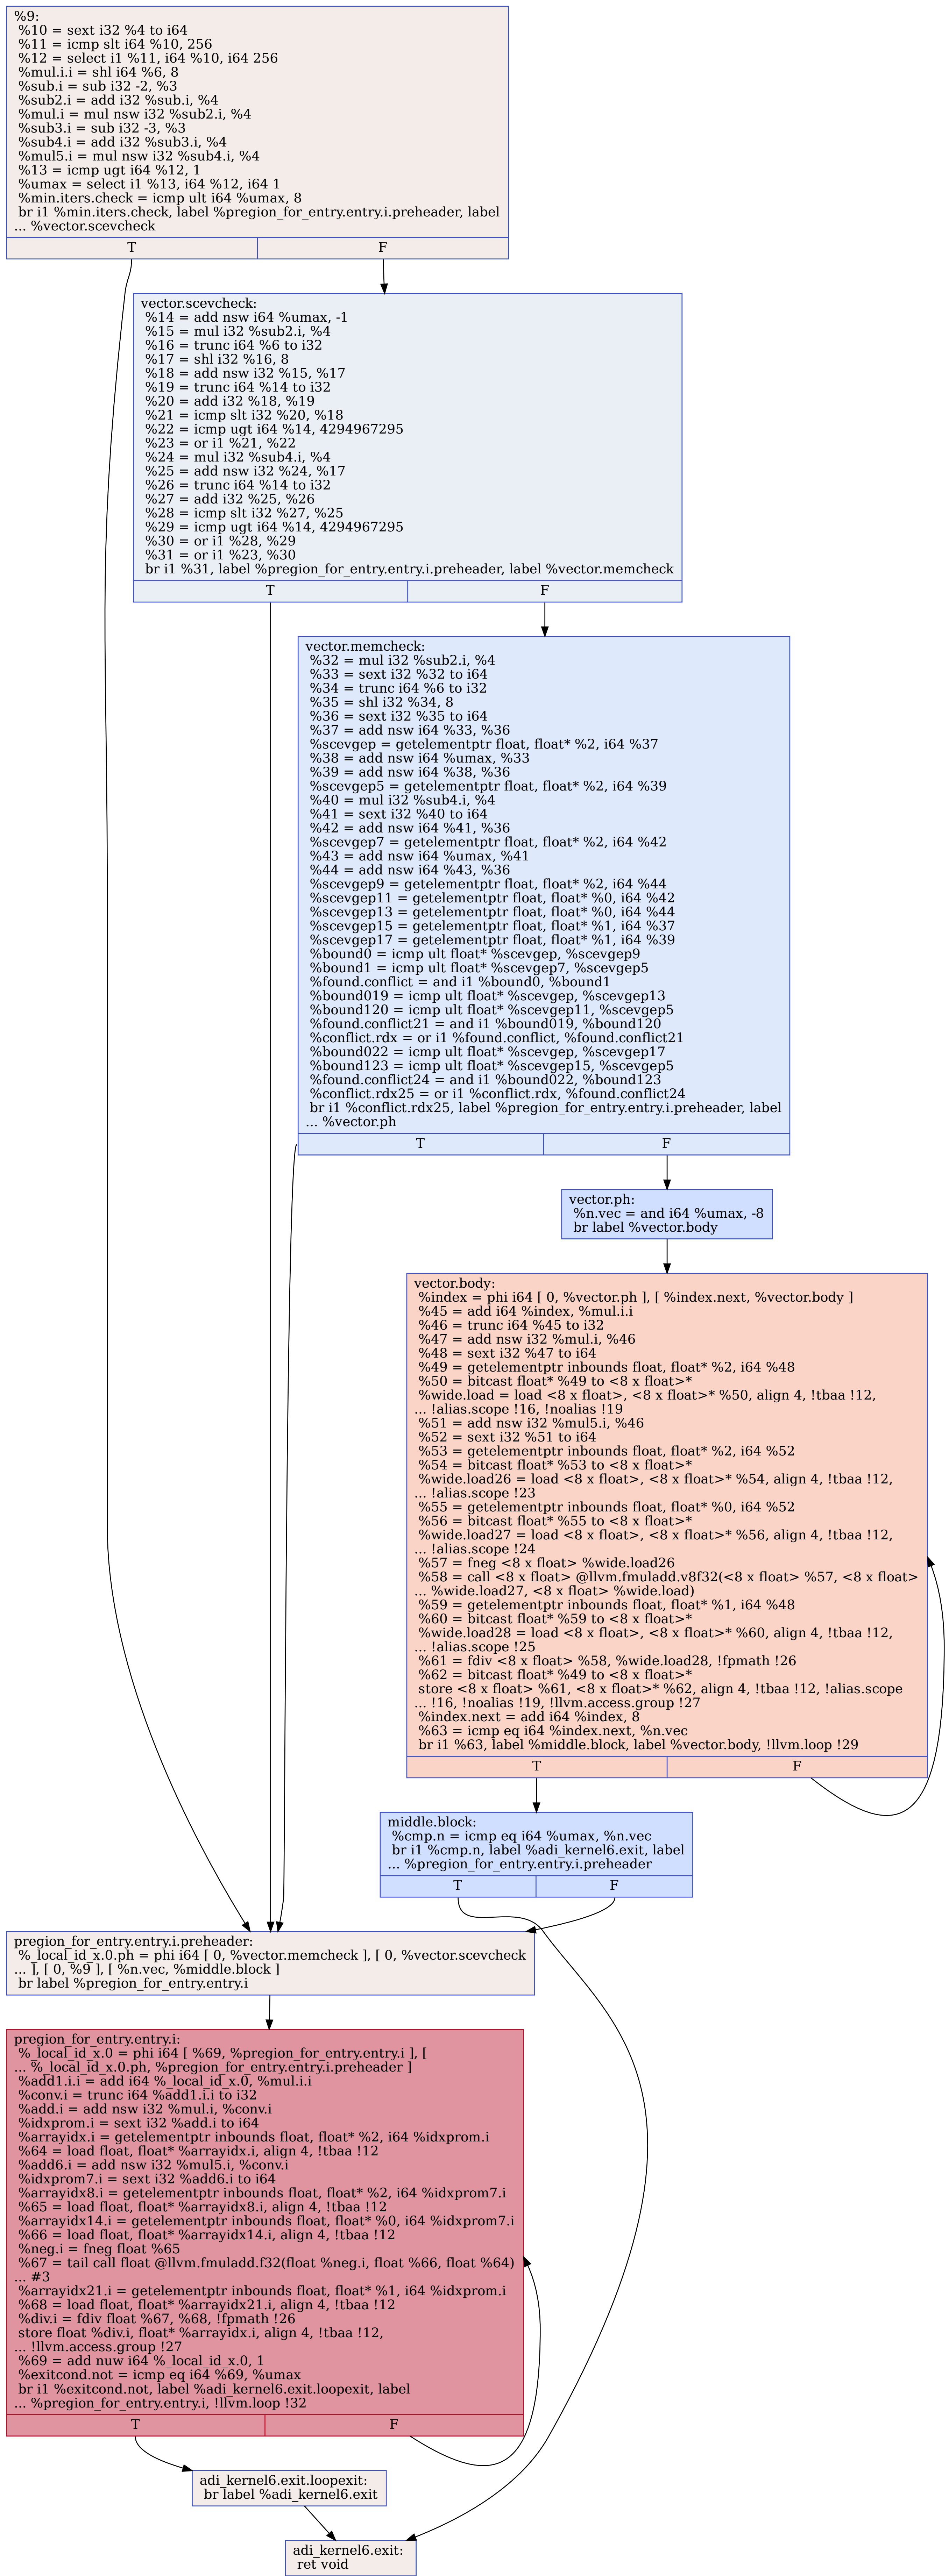 %9:
%10 = sext i32 %4 to i64
%11 = icmp slt i64 %10, 256
%12 = select i1 %11, i64 %10, i64 256
%mul.i.i = shl i64 %6, 8
%sub.i = sub i32 -2, %3
%sub2.i = add i32 %sub.i, %4
%mul.i = mul nsw i32 %sub2.i, %4
%sub3.i = sub i32 -3, %3
%sub4.i = add i32 %sub3.i, %4
%mul5.i = mul nsw i32 %sub4.i, %4
%13 = icmp ugt i64 %12, 1
%umax = select i1 %13, i64 %12, i64 1
%min.iters.check = icmp ult i64 %umax, 8
br i1 %min.iters.check, label %pregion_for_entry.entry.i.preheader, label
... %vector.scevcheck
T
F
vector.scevcheck:
%14 = add nsw i64 %umax, -1
%15 = mul i32 %sub2.i, %4
%16 = trunc i64 %6 to i32
%17 = shl i32 %16, 8
%18 = add nsw i32 %15, %17
%19 = trunc i64 %14 to i32
%20 = add i32 %18, %19
%21 = icmp slt i32 %20, %18
%22 = icmp ugt i64 %14, 4294967295
%23 = or i1 %21, %22
%24 = mul i32 %sub4.i, %4
%25 = add nsw i32 %24, %17
%26 = trunc i64 %14 to i32
%27 = add i32 %25, %26
%28 = icmp slt i32 %27, %25
%29 = icmp ugt i64 %14, 4294967295
%30 = or i1 %28, %29
%31 = or i1 %23, %30
br i1 %31, label %pregion_for_entry.entry.i.preheader, label %vector.memcheck
T
F
vector.memcheck:
%32 = mul i32 %sub2.i, %4
%33 = sext i32 %32 to i64
%34 = trunc i64 %6 to i32
%35 = shl i32 %34, 8
%36 = sext i32 %35 to i64
%37 = add nsw i64 %33, %36
%scevgep = getelementptr float, float* %2, i64 %37
%38 = add nsw i64 %umax, %33
%39 = add nsw i64 %38, %36
%scevgep5 = getelementptr float, float* %2, i64 %39
%40 = mul i32 %sub4.i, %4
%41 = sext i32 %40 to i64
%42 = add nsw i64 %41, %36
%scevgep7 = getelementptr float, float* %2, i64 %42
%43 = add nsw i64 %umax, %41
%44 = add nsw i64 %43, %36
%scevgep9 = getelementptr float, float* %2, i64 %44
%scevgep11 = getelementptr float, float* %0, i64 %42
%scevgep13 = getelementptr float, float* %0, i64 %44
%scevgep15 = getelementptr float, float* %1, i64 %37
%scevgep17 = getelementptr float, float* %1, i64 %39
%bound0 = icmp ult float* %scevgep, %scevgep9
%bound1 = icmp ult float* %scevgep7, %scevgep5
%found.conflict = and i1 %bound0, %bound1
%bound019 = icmp ult float* %scevgep, %scevgep13
%bound120 = icmp ult float* %scevgep11, %scevgep5
%found.conflict21 = and i1 %bound019, %bound120
%conflict.rdx = or i1 %found.conflict, %found.conflict21
%bound022 = icmp ult float* %scevgep, %scevgep17
%bound123 = icmp ult float* %scevgep15, %scevgep5
%found.conflict24 = and i1 %bound022, %bound123
%conflict.rdx25 = or i1 %conflict.rdx, %found.conflict24
br i1 %conflict.rdx25, label %pregion_for_entry.entry.i.preheader, label
... %vector.ph
T
F
vector.ph:
%n.vec = and i64 %umax, -8
br label %vector.body
vector.body:
%index = phi i64 [ 0, %vector.ph ], [ %index.next, %vector.body ]
%45 = add i64 %index, %mul.i.i
%46 = trunc i64 %45 to i32
%47 = add nsw i32 %mul.i, %46
%48 = sext i32 %47 to i64
%49 = getelementptr inbounds float, float* %2, i64 %48
%50 = bitcast float* %49 to <8 x float>*
%wide.load = load <8 x float>, <8 x float>* %50, align 4, !tbaa !12,
... !alias.scope !16, !noalias !19
%51 = add nsw i32 %mul5.i, %46
%52 = sext i32 %51 to i64
%53 = getelementptr inbounds float, float* %2, i64 %52
%54 = bitcast float* %53 to <8 x float>*
%wide.load26 = load <8 x float>, <8 x float>* %54, align 4, !tbaa !12,
... !alias.scope !23
%55 = getelementptr inbounds float, float* %0, i64 %52
%56 = bitcast float* %55 to <8 x float>*
%wide.load27 = load <8 x float>, <8 x float>* %56, align 4, !tbaa !12,
... !alias.scope !24
%57 = fneg <8 x float> %wide.load26
%58 = call <8 x float> @llvm.fmuladd.v8f32(<8 x float> %57, <8 x float>
... %wide.load27, <8 x float> %wide.load)
%59 = getelementptr inbounds float, float* %1, i64 %48
%60 = bitcast float* %59 to <8 x float>*
%wide.load28 = load <8 x float>, <8 x float>* %60, align 4, !tbaa !12,
... !alias.scope !25
%61 = fdiv <8 x float> %58, %wide.load28, !fpmath !26
%62 = bitcast float* %49 to <8 x float>*
store <8 x float> %61, <8 x float>* %62, align 4, !tbaa !12, !alias.scope
... !16, !noalias !19, !llvm.access.group !27
%index.next = add i64 %index, 8
%63 = icmp eq i64 %index.next, %n.vec
br i1 %63, label %middle.block, label %vector.body, !llvm.loop !29
T
F
middle.block:
%cmp.n = icmp eq i64 %umax, %n.vec
br i1 %cmp.n, label %adi_kernel6.exit, label
... %pregion_for_entry.entry.i.preheader
T
F
pregion_for_entry.entry.i.preheader:
%_local_id_x.0.ph = phi i64 [ 0, %vector.memcheck ], [ 0, %vector.scevcheck
... ], [ 0, %9 ], [ %n.vec, %middle.block ]
br label %pregion_for_entry.entry.i
pregion_for_entry.entry.i:
%_local_id_x.0 = phi i64 [ %69, %pregion_for_entry.entry.i ], [
... %_local_id_x.0.ph, %pregion_for_entry.entry.i.preheader ]
%add1.i.i = add i64 %_local_id_x.0, %mul.i.i
%conv.i = trunc i64 %add1.i.i to i32
%add.i = add nsw i32 %mul.i, %conv.i
%idxprom.i = sext i32 %add.i to i64
%arrayidx.i = getelementptr inbounds float, float* %2, i64 %idxprom.i
%64 = load float, float* %arrayidx.i, align 4, !tbaa !12
%add6.i = add nsw i32 %mul5.i, %conv.i
%idxprom7.i = sext i32 %add6.i to i64
%arrayidx8.i = getelementptr inbounds float, float* %2, i64 %idxprom7.i
%65 = load float, float* %arrayidx8.i, align 4, !tbaa !12
%arrayidx14.i = getelementptr inbounds float, float* %0, i64 %idxprom7.i
%66 = load float, float* %arrayidx14.i, align 4, !tbaa !12
%neg.i = fneg float %65
%67 = tail call float @llvm.fmuladd.f32(float %neg.i, float %66, float %64)
... #3
%arrayidx21.i = getelementptr inbounds float, float* %1, i64 %idxprom.i
%68 = load float, float* %arrayidx21.i, align 4, !tbaa !12
%div.i = fdiv float %67, %68, !fpmath !26
store float %div.i, float* %arrayidx.i, align 4, !tbaa !12,
... !llvm.access.group !27
%69 = add nuw i64 %_local_id_x.0, 1
%exitcond.not = icmp eq i64 %69, %umax
br i1 %exitcond.not, label %adi_kernel6.exit.loopexit, label
... %pregion_for_entry.entry.i, !llvm.loop !32
T
F
adi_kernel6.exit.loopexit:
br label %adi_kernel6.exit
adi_kernel6.exit:
ret void